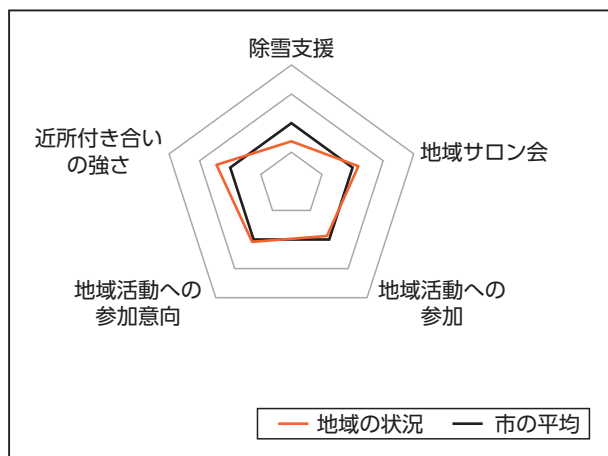 除雪支援
近所付き合い
の強さ
地域サロン会
地域活動への
参加意向
地域活動への
参加
地域の状況
市の平均